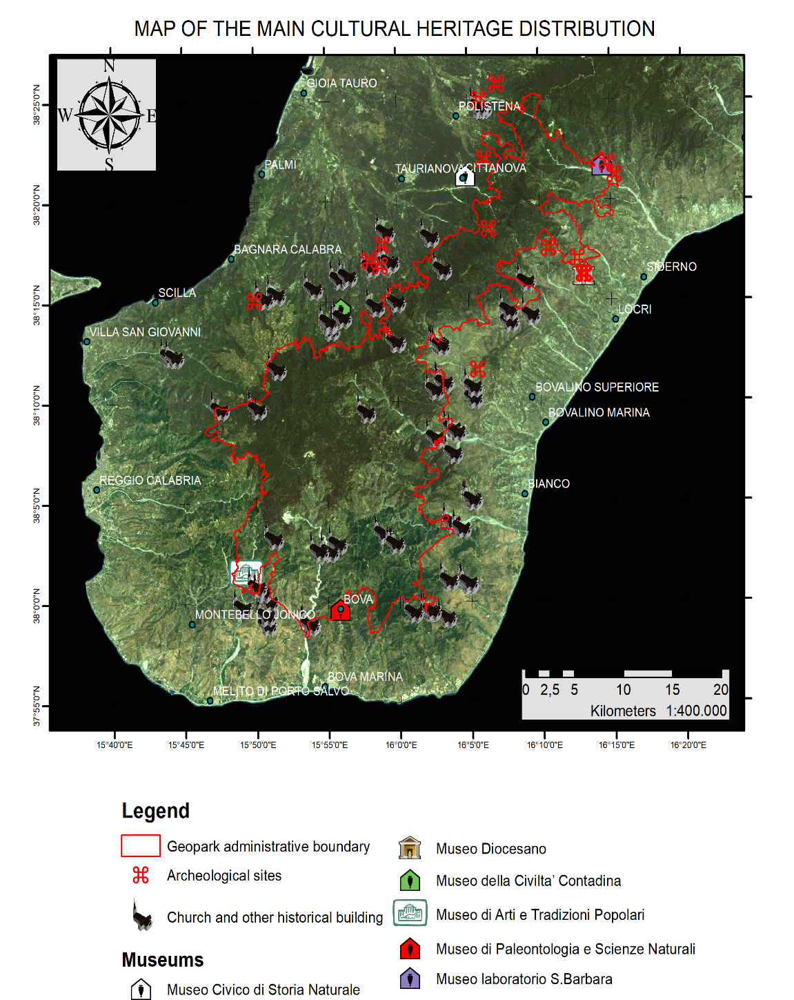 MAP OF THE MAIN CULTURAL HERITAGE DISTRIBUTION
N
W E
S
38°25'0"N
38°20'0"N
38°15'0"N
38°10'0"N
38°5'0"N
38°0'0"N
37°55'0"N
GIOIA TAURO
POLISTENA
PALMI
TAURIANOVA
CITTANOVA
BAGNARA CALABRA
SIDERNO
SCILLA
LOCRI
VILLA SAN GIOVANNI
BOVALINO SUPERIORE
BOVALINO MARINA
REGGIO CALABRIA
BIANCO
BOVA
MONTEBELLO JONICO
BOVA MARINA
MELITO DI PORTO SALVO
0 2,5 5 10 15 20
Kilometers 1:400.000
15°40'0"E 15°45'0"E 15°50'0"E 15°55'0"E 16°0'0"E 16°5'0"E 16°10'0"E 16°15'0"E 16°20'0"E
Legend
Geopark administrative boundary
Archeological sites
Church and other historical building
Museums
Museo Civico di Storia Naturale
Museo Diocesano
Museo della Civilta' Contadina
Museo di Arti e Tradizioni Popolari
Museo di Paleontologia e Scienze Naturali
Museo laboratorio S.Barbara